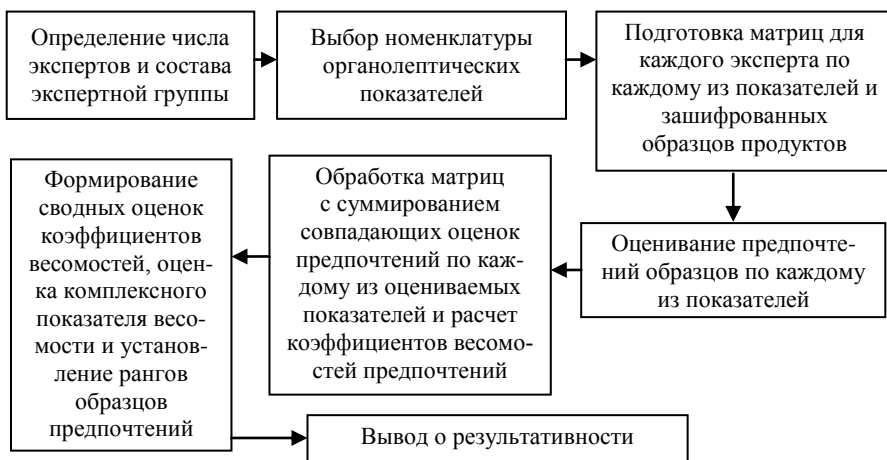 Определение числа
экспертов и состава
экспертной группы
Выбор номенклатуры
органолептических
показателей
Подготовка матриц для
каждого эксперта по
каждому из показателей и
зашифрованных
образцов продуктов
Оценивание предпочте-
ний образцов по каждому
из показателей
Обработка матриц
с суммированием
совпадающих оценок
предпочтений по каж-
дому из оцениваемых
показателей и расчет
коэффициентов весомо-
стей предпочтений
Формирование
сводных оценок
коэффициентов
весомостей, оцен-
ка комплексного
показателя весо-
мости и установ-
ление рангов
образцов
предпочтений
Вывод о результативности